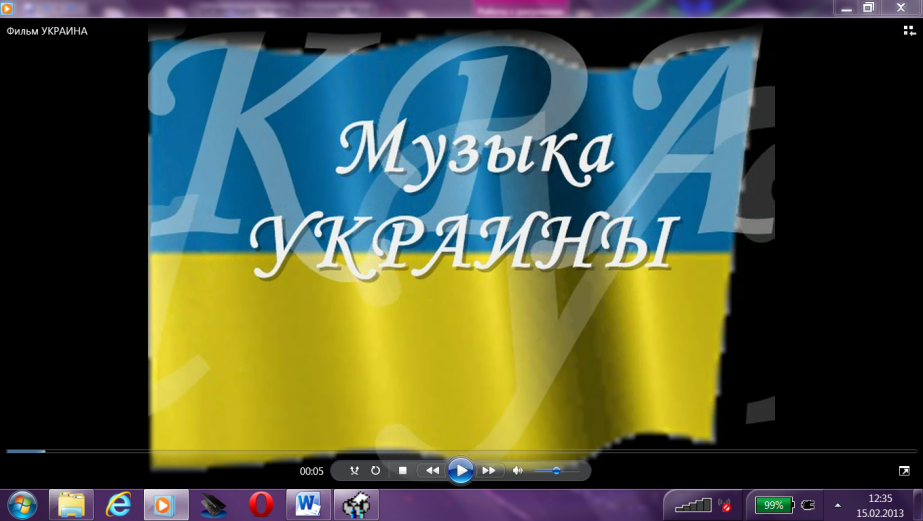 Фильм УКРАИНА
Музыка
УКРАИНЫ
00:05
99%
12:35
15.02.2013